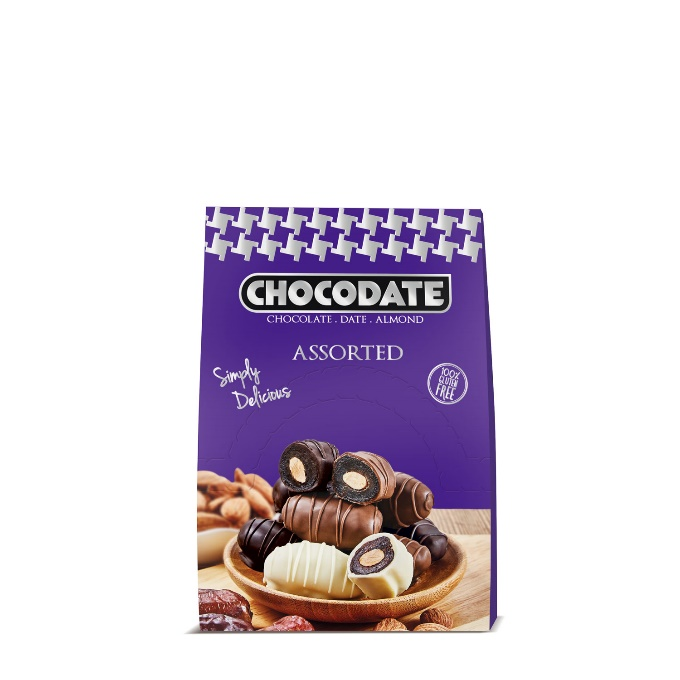 CHOCODATE
CHOCOLATE . DATE . ALMOND
ASSORTED
Simply
Delicious
100%
GLUTEN
FREE